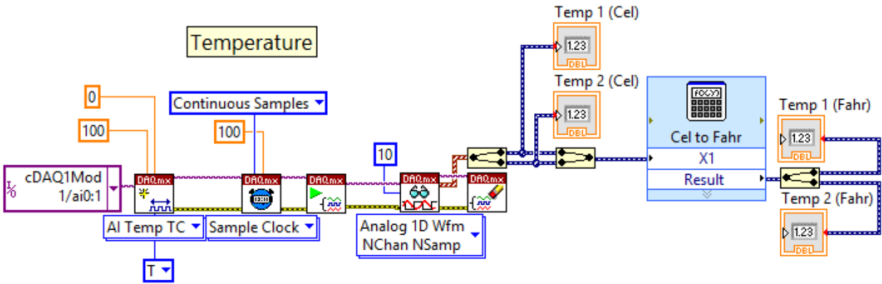 Temp 1 (Cel)
1.23
DBL
Temperature
Temp 2 (Cel)
1.23
DBL
0
Continuous Samples
100
100
Cel to Fahr
X1
Result
Temp 1 (Fahr)
1.23
DBL
10
cDAQ1Mod
1/ai0:1
DAQmx
DAQmx
DAQmx
DAQmx
DAQmx
AI Temp TC
Sample Clock
Analog 1D Wfm
NChan NSamp
Temp 2 (Fahr)
1.23
DBL
T